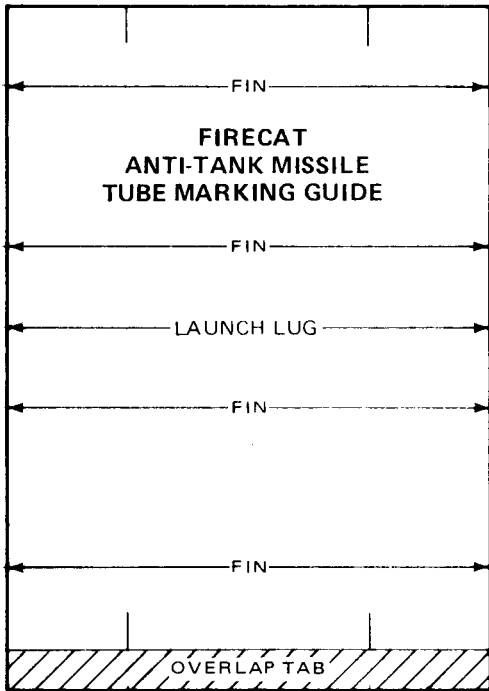 FIN
FIRECAT
ANTI-TANK MISSILE
TUBE MARKING GUIDE
FIN
LAUNCH LUG
FIN
FIN
OVERLAP TAB